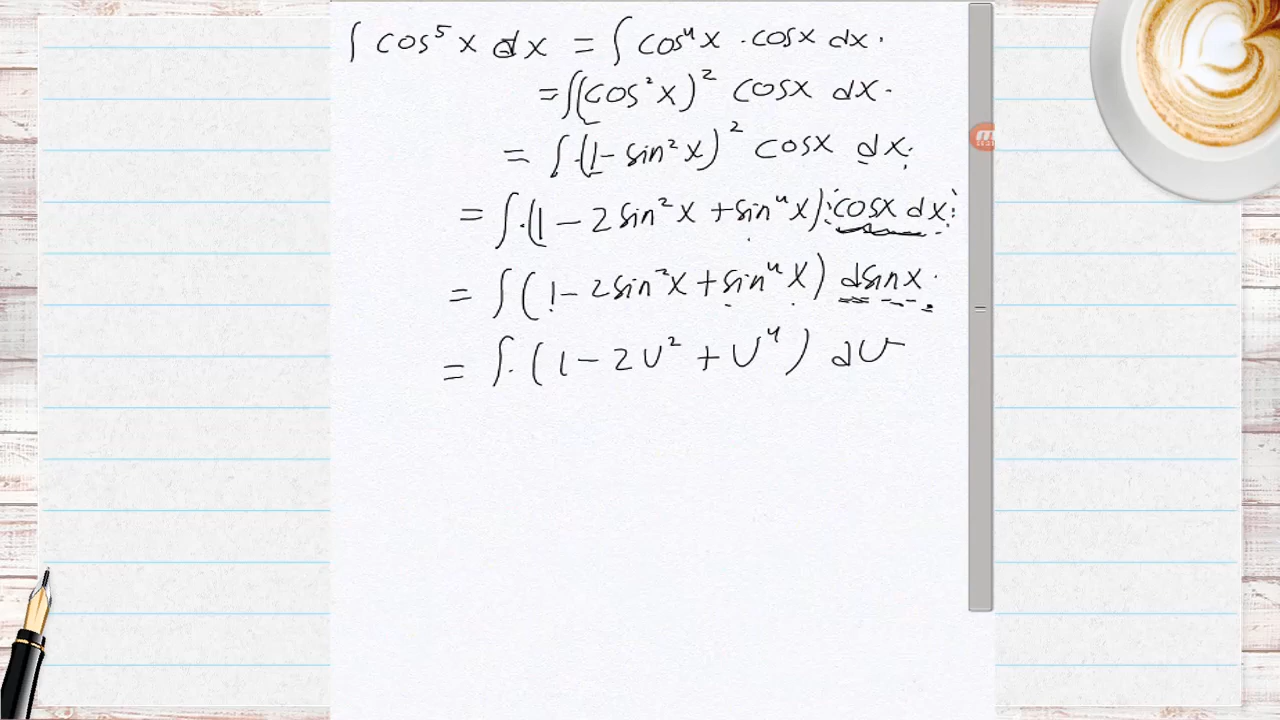 ∫ cos⁵ x dx = ∫ cos⁴x · cosx dx.
= ∫(cos²x)² cosx dx.
= ∫(1 - sin²x)² cosx dx.
= ∫(1 - 2sin²x + sin⁴x) cosx dx
= ∫(1 - 2sin²x + sin⁴x) dsinx.
= ∫(1 - 2U² + U⁴) dU